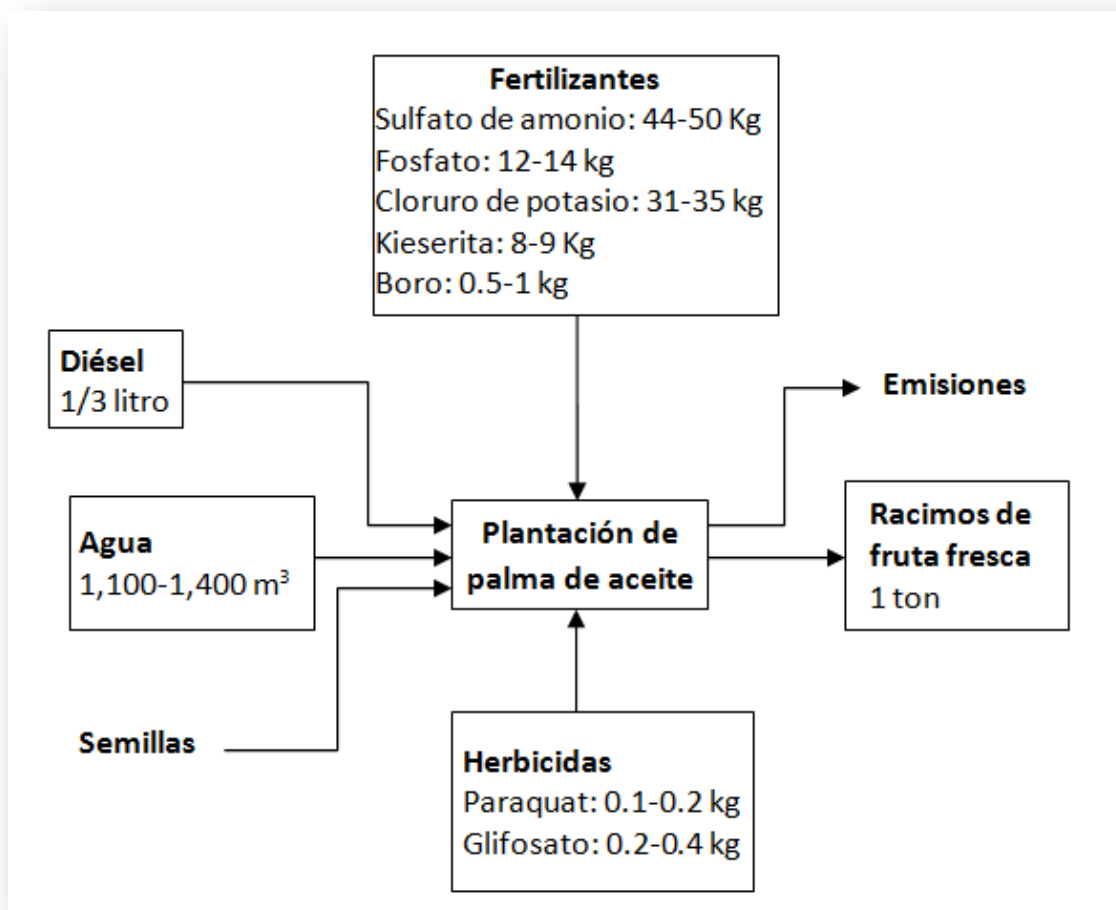 Fertilizantes
Sulfato de amonio: 44-50 Kg
Fosfato: 12-14 kg
Cloruro de potasio: 31-35 kg
Kieserita: 8-9 Kg
Boro: 0.5-1 kg
Diésel
1/3 litro
Emisiones
Agua
1,100-1,400 m³
Plantación de
palma de aceite
Racimos de
fruta fresca
1 ton
Semillas
Herbicidas
Paraquat: 0.1-0.2 kg
Glifosato: 0.2-0.4 kg